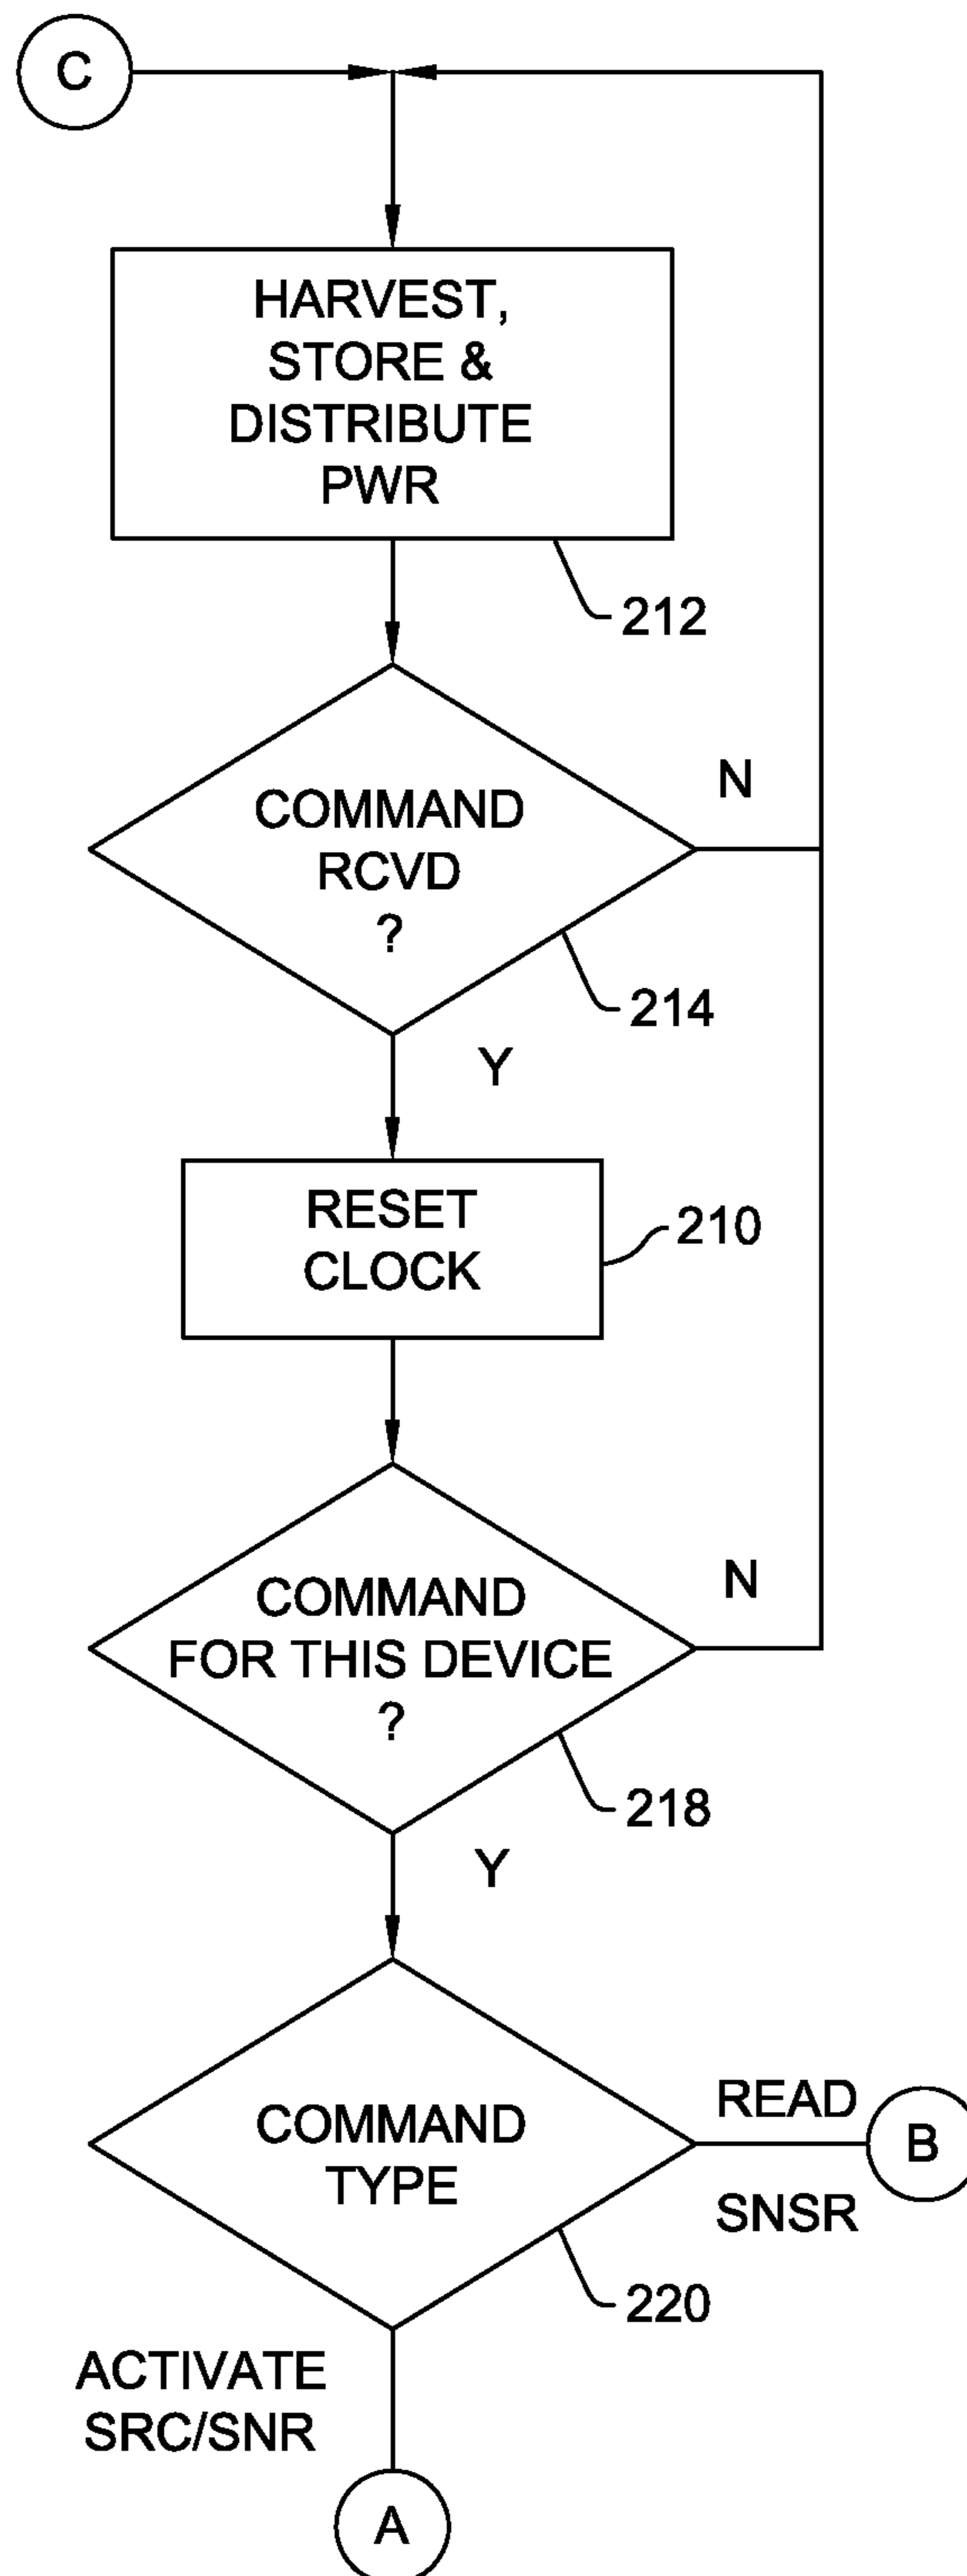 C
HARVEST,
STORE &
DISTRIBUTE
PWR
212
COMMAND
RCVD
?
N
214
Y
RESET
CLOCK
210
COMMAND
FOR THIS DEVICE
?
N
218
Y
COMMAND
TYPE
READ
SNSR
B
220
ACTIVATE
SRC/SNR
A